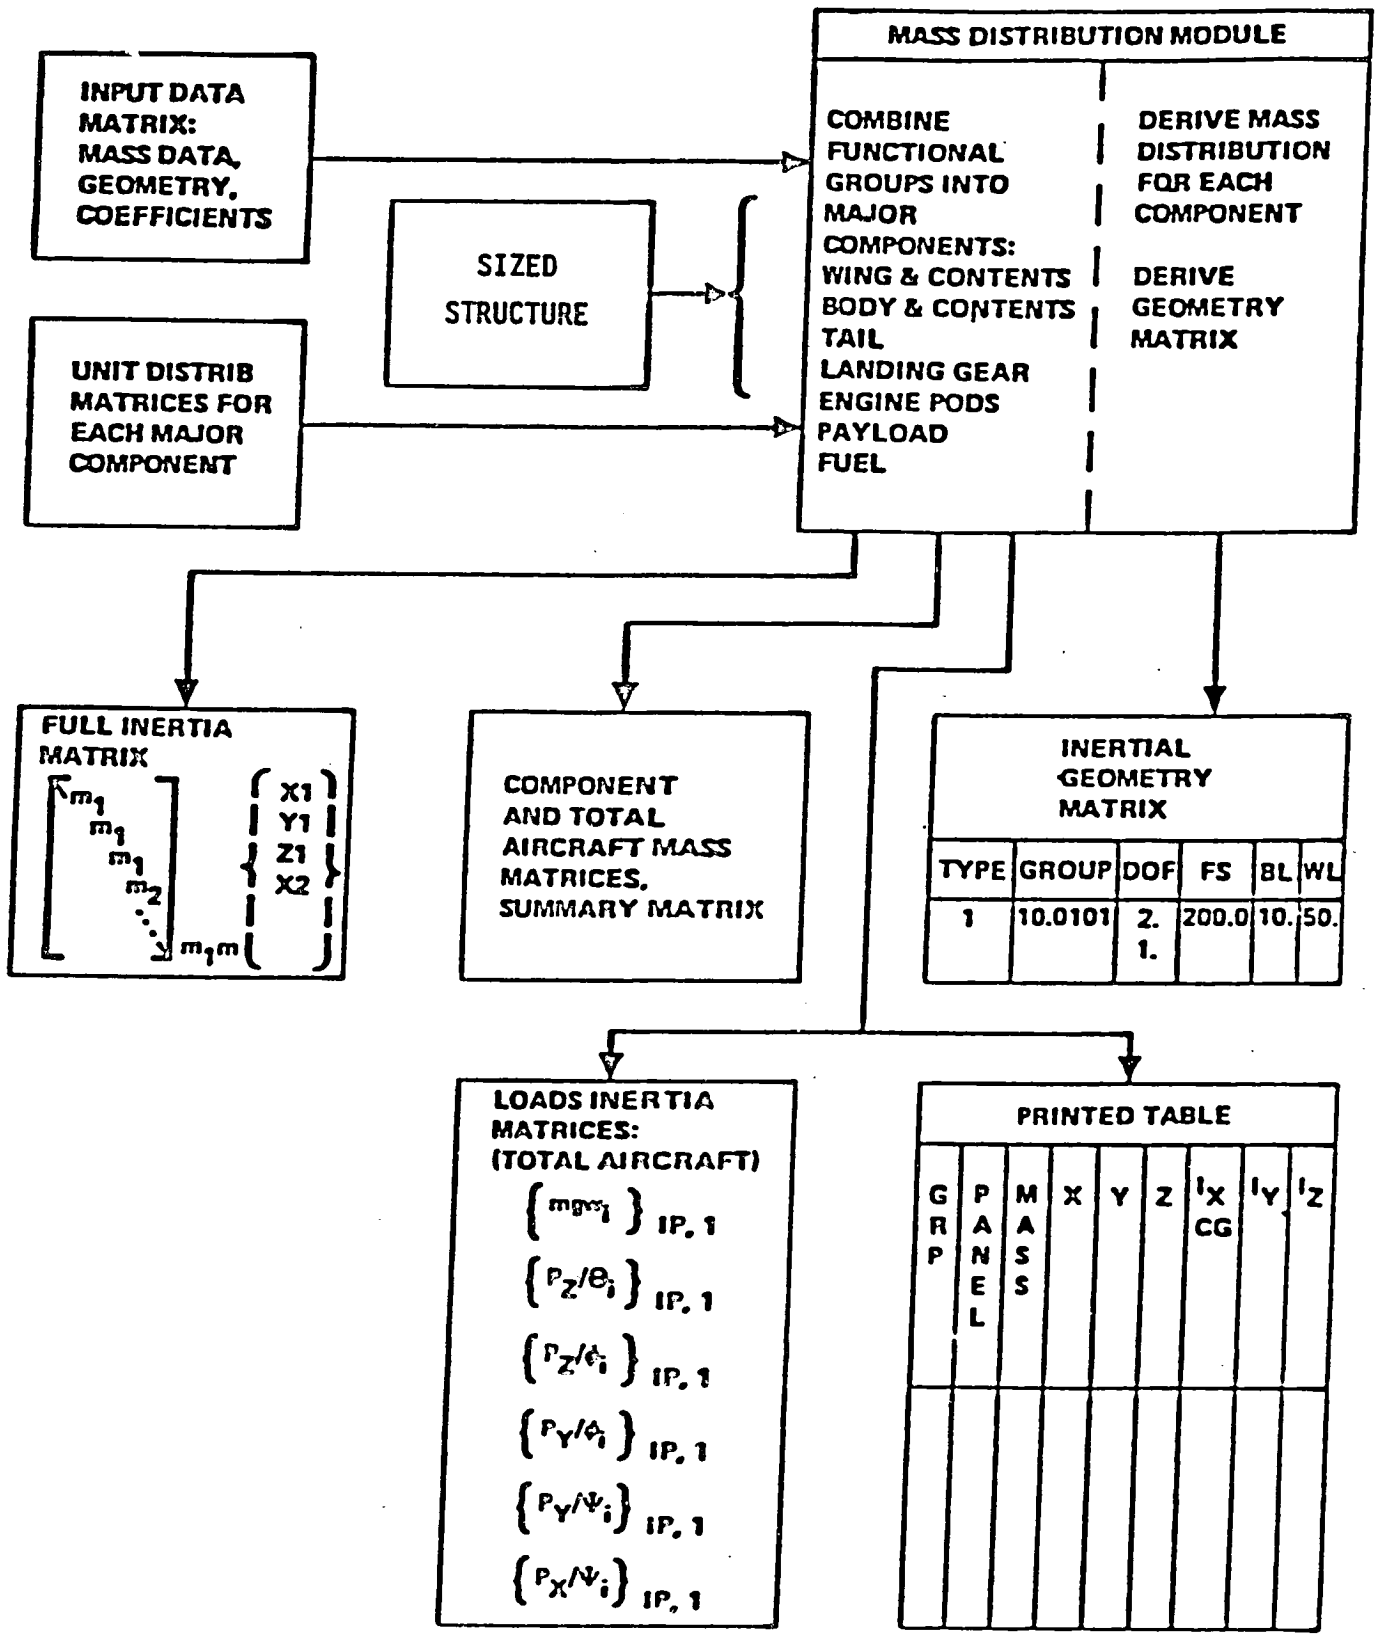 MASS DISTRIBUTION MODULE
INPUT DATA
MATRIX:
MASS DATA,
GEOMETRY,
COEFFICIENTS
SIZED
STRUCTURE
UNIT DISTRIB
MATRICES FOR
EACH MAJOR
COMPONENT
COMBINE
FUNCTIONAL
GROUPS INTO
MAJOR
COMPONENTS:
WING & CONTENTS
BODY & CONTENTS
TAIL
LANDING GEAR
ENGINE PODS
PAYLOAD
FUEL
DERIVE MASS
DISTRIBUTION
FOR EACH
COMPONENT
DERIVE
GEOMETRY
MATRIX
FULL INERTIA
MATRIX
m1
m1
m1
m2
m1m
X1
Y1
Z1
X2
COMPONENT
AND TOTAL
AIRCRAFT MASS
MATRICES,
SUMMARY MATRIX
INERTIAL
GEOMETRY
MATRIX
TYPE GROUP DOF FS BL WL
1 10.0101 2. 200.0 10. 50.
1.
LOADS INERTIA
MATRICES:
(TOTAL AIRCRAFT)
{ } IP, 1
{PZ/Θi} IP, 1
{PZ/ϕi} IP, 1
{PY/ϕi} IP, 1
{PY/Ψi} IP, 1
{PX/Ψi} IP, 1
PRINTED TABLE
GRP PANEL MASS X Y Z IX CG IY IZ